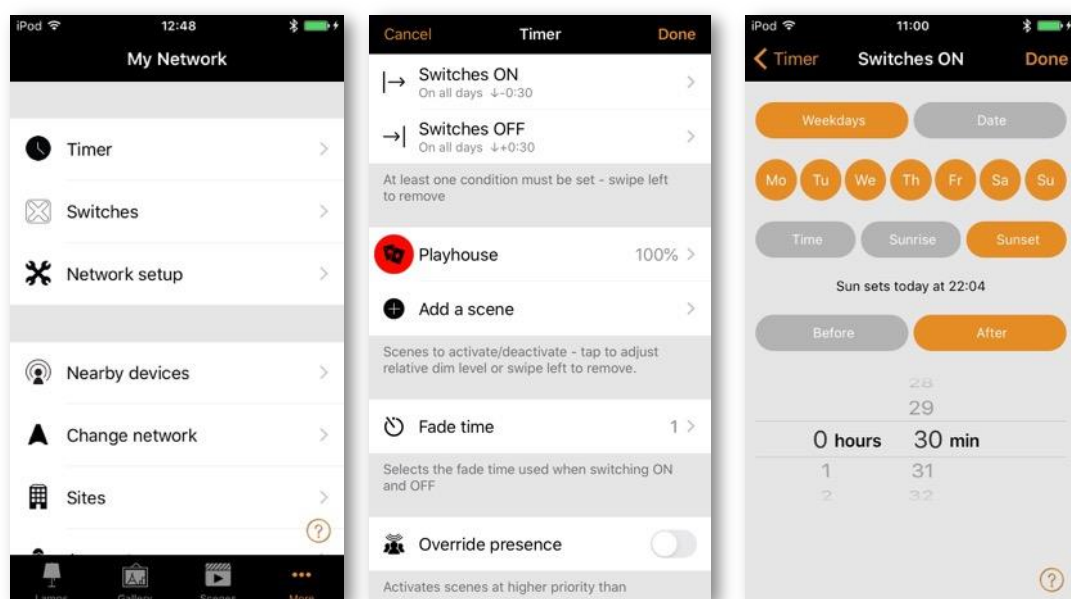 iPod 12:48
My Network
Timer
Switches
Network setup
Nearby devices
Change network
Sites
?
Lamps Gallery Scenes More
Cancel Timer Done
Switches ON
On all days ↓-0:30
Switches OFF
On all days ↓+0:30
At least one condition must be set - swipe left
to remove
Playhouse 100%
Add a scene
Scenes to activate/deactivate - tap to adjust
relative dim level or swipe left to remove.
Fade time 1
Selects the fade time used when switching ON
and OFF
Override presence
Activates scenes at higher priority than
iPod 11:00
Timer Switches ON Done
Weekdays Date
Mo Tu We Th Fr Sa Su
Time Sunrise Sunset
Sun sets today at 22:04
Before After
28
29
0 hours 30 min
1 31
2 32
?